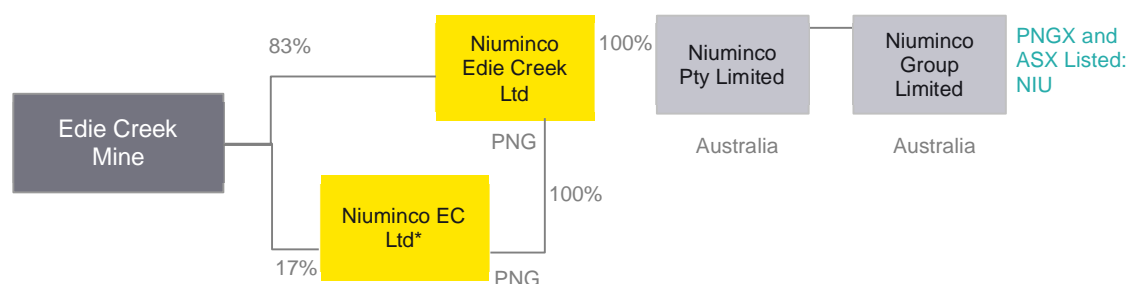 83%
Niuminco
Edie Creek
Ltd
100%
Niuminco
Pty Limited
Niuminco
Group
Limited
PNGX and
ASX Listed:
NIU
Edie Creek
Mine
PNG
Australia
Australia
100%
Niuminco EC
Ltd*
17%
PNG